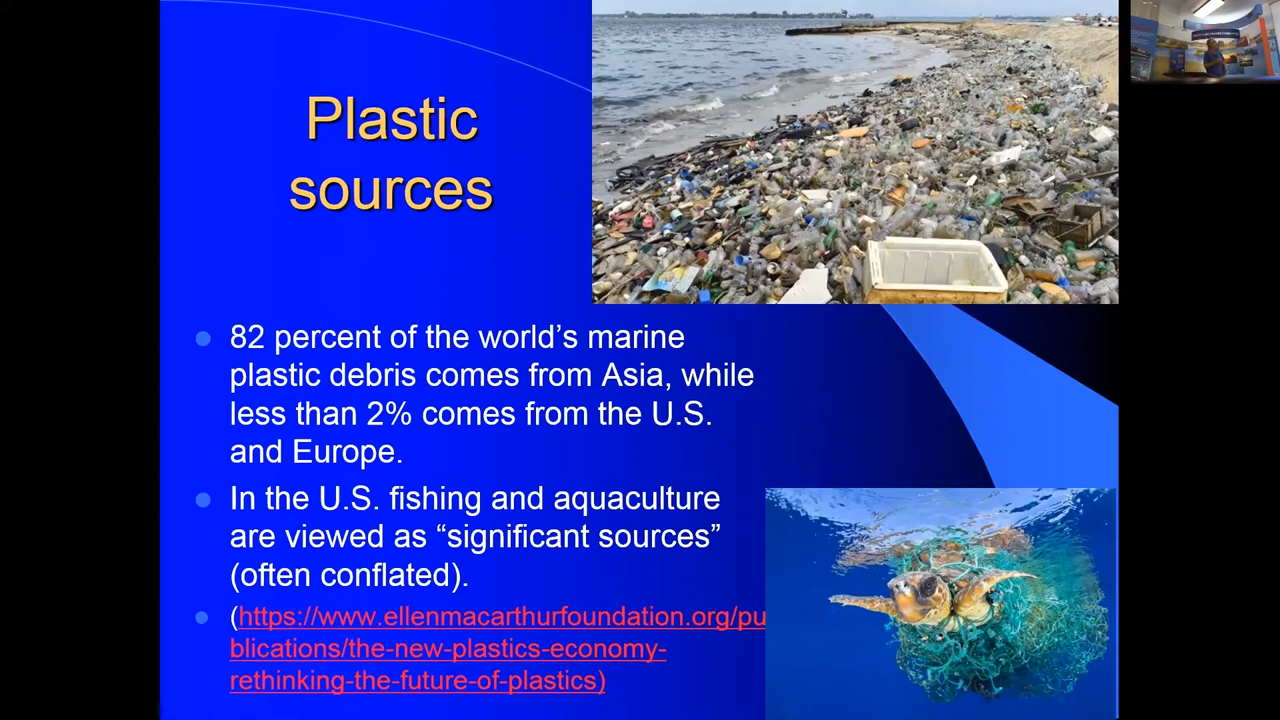 Plastic
sources
82 percent of the world’s marine
plastic debris comes from Asia, while
less than 2% comes from the U.S.
and Europe.
In the U.S. fishing and aquaculture
are viewed as “significant sources”
(often conflated).
(https://www.ellenmacarthurfoundation.org/pu
blications/the-new-plastics-economy-
rethinking-the-future-of-plastics)